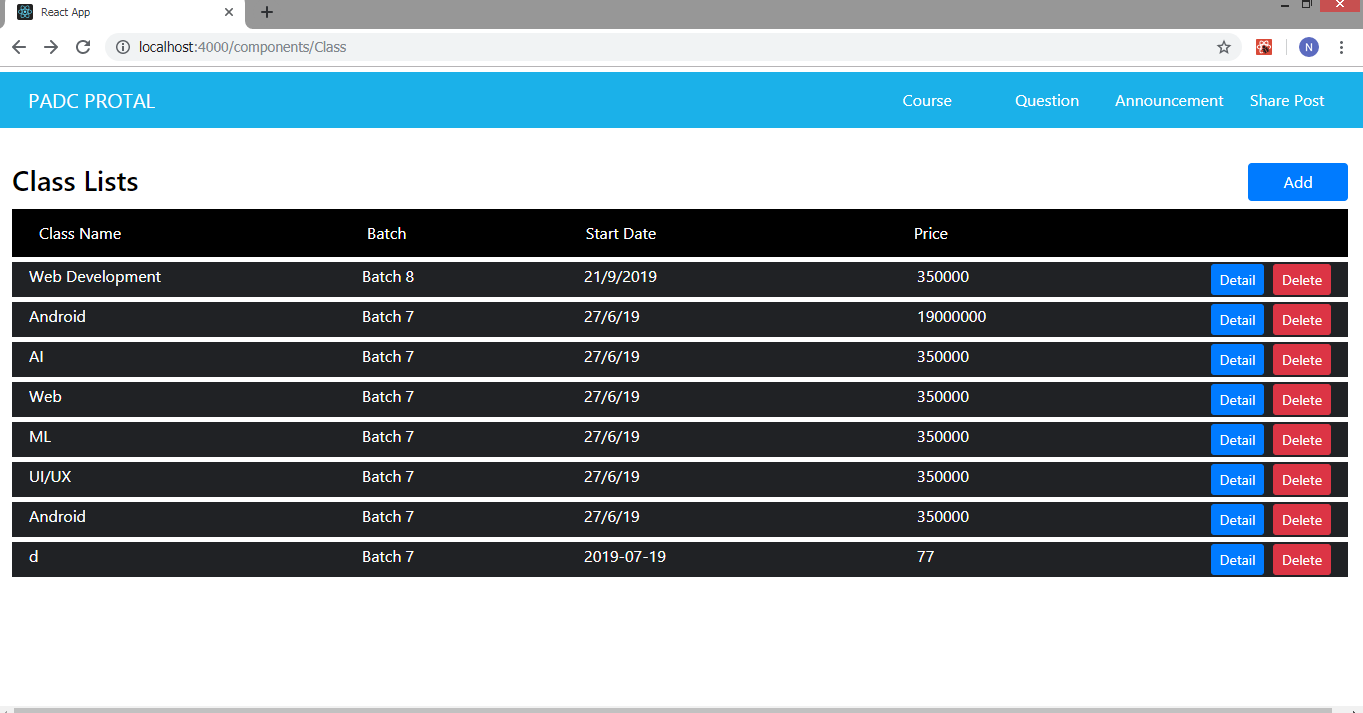 React App
localhost:4000/components/Class
N
PADC PROTAL Course Question Announcement Share Post
Class Lists Add
Class Name Batch Start Date Price
Web Development Batch 8 21/9/2019 350000 Detail Delete
Android Batch 7 27/6/19 19000000 Detail Delete
AI Batch 7 27/6/19 350000 Detail Delete
Web Batch 7 27/6/19 350000 Detail Delete
ML Batch 7 27/6/19 350000 Detail Delete
UI/UX Batch 7 27/6/19 350000 Detail Delete
Android Batch 7 27/6/19 350000 Detail Delete
d Batch 7 2019-07-19 77 Detail Delete